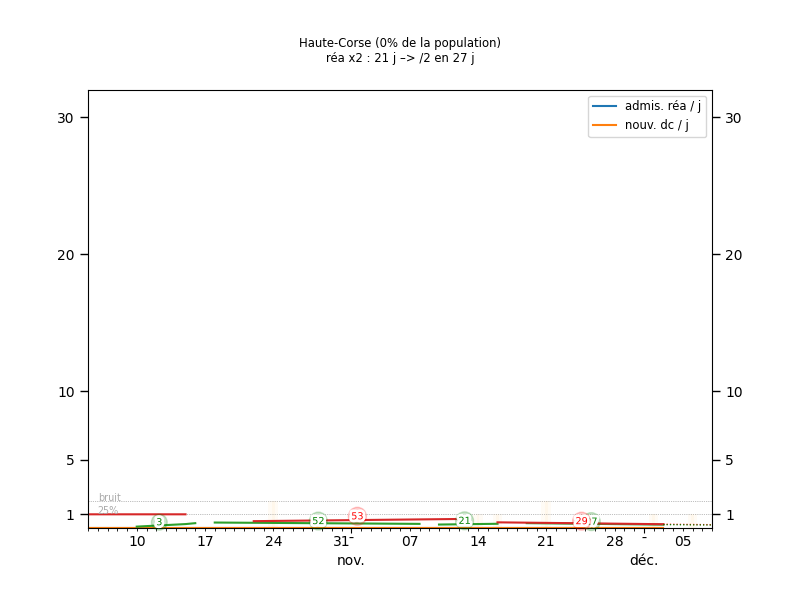 Haute-Corse (0% de la population)
réa x2 : 21 j –> /2 en 27 j
admis. réa / j
nouv. dc / j
30 30
20 20
10 10
5 5
bruit
25%
1 1
3 52 53 21 29 7
10 17 24 31- 07 14 21 28 - 05
nov. déc.